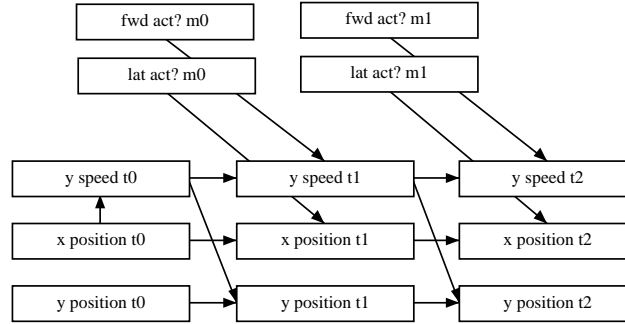 fwd act? m0
fwd act? m1
lat act? m0
lat act? m1
y speed t0
y speed t1
y speed t2
x position t0
x position t1
x position t2
y position t0
y position t1
y position t2